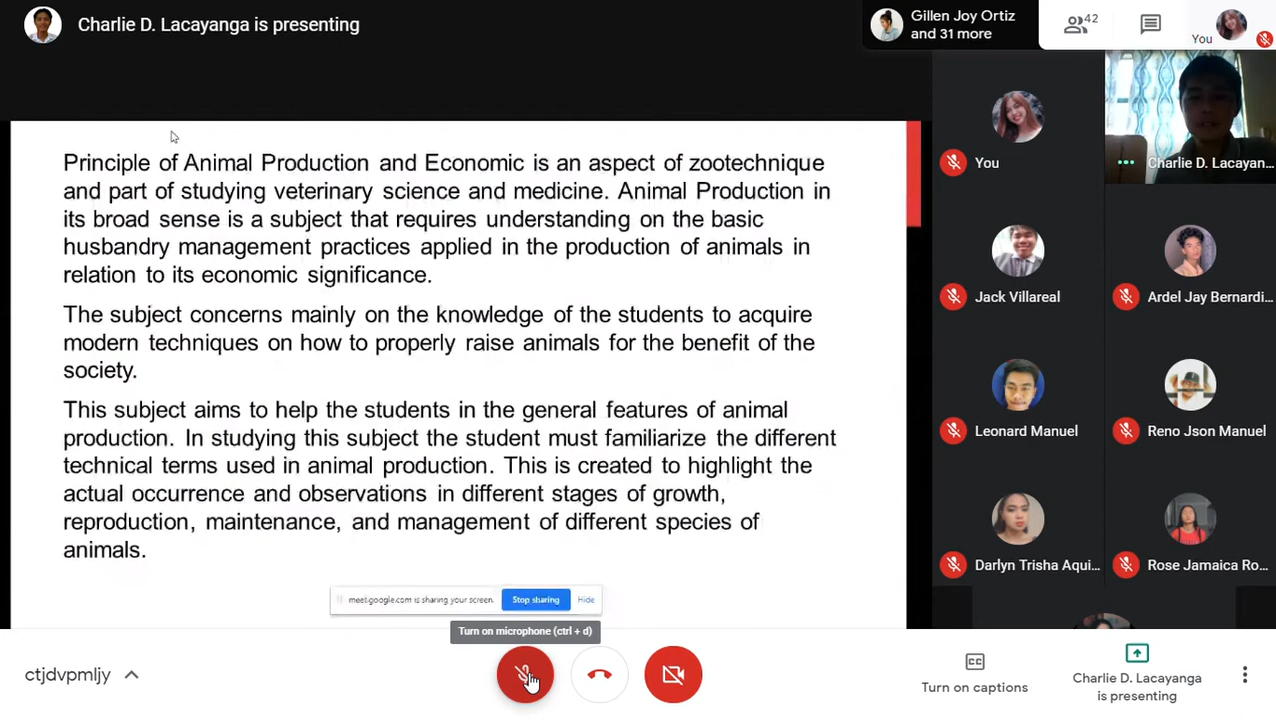 Charlie D. Lacayanga is presenting
Gillen Joy Ortiz
and 31 more
42
You
Principle of Animal Production and Economic is an aspect of zootechnique
and part of studying veterinary science and medicine. Animal Production in
its broad sense is a subject that requires understanding on the basic
husbandry management practices applied in the production of animals in
relation to its economic significance.
The subject concerns mainly on the knowledge of the students to acquire
modern techniques on how to properly raise animals for the benefit of the
society.
This subject aims to help the students in the general features of animal
production. In studying this subject the student must familiarize the different
technical terms used in animal production. This is created to highlight the
actual occurrence and observations in different stages of growth,
reproduction, maintenance, and management of different species of
animals.
meet.google.com is sharing your screen.
Stop sharing
Hide
Turn on microphone (ctrl + d)
You
Charlie D. Lacayan...
Jack Villareal
Ardel Jay Bernardi...
Leonard Manuel
Reno Json Manuel
Darlyn Trisha Aqui...
Rose Jamaica Ro...
ctjdvpmljy
CC
Turn on captions
Charlie D. Lacayanga
is presenting